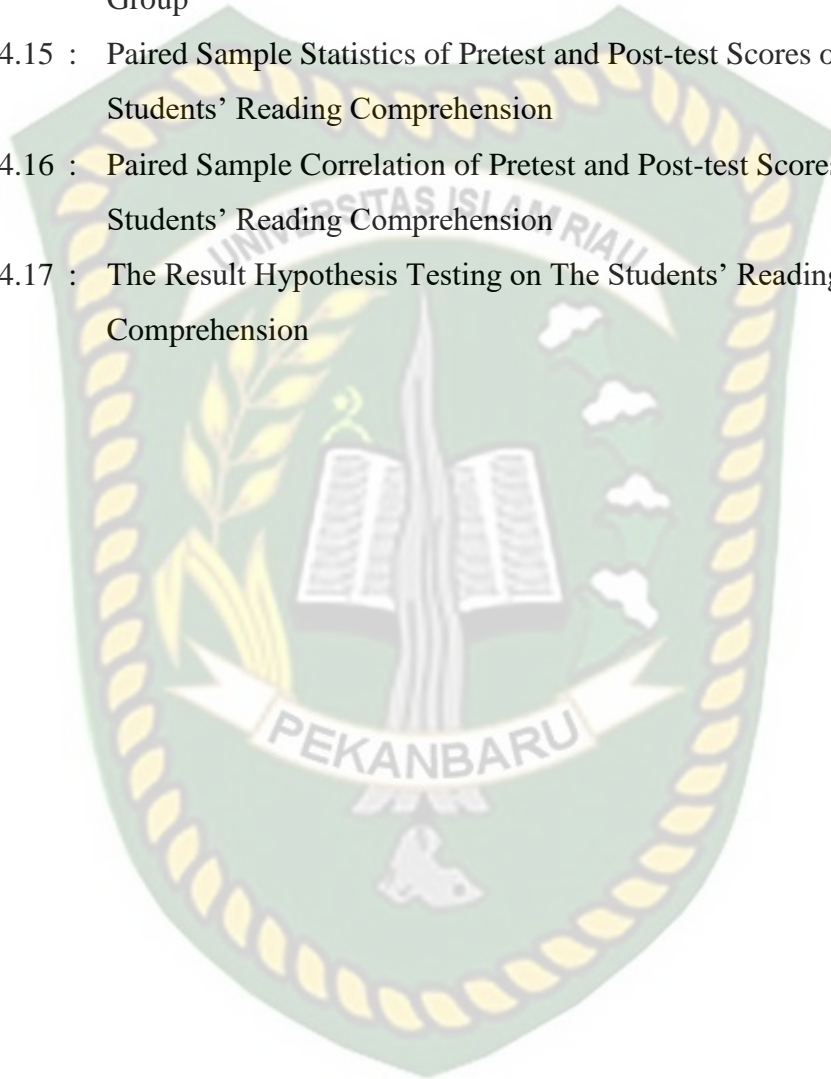 Group
4.15 : Paired Sample Statistics of Pretest and Post-test Scores o
Students’ Reading Comprehension
4.16 : Paired Sample Correlation of Pretest and Post-test Scores
Students’ Reading Comprehension
4.17 : The Result Hypothesis Testing on The Students’ Reading
Comprehension
UNIVERSITAS ISLAM RIAU
PEKANBARU